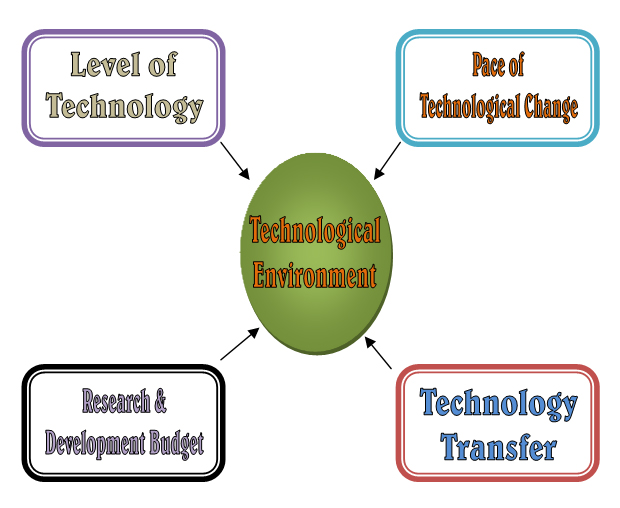 Level of
Technology
Pace of
Technological Change
Technological
Environment
Research &
Development Budget
Technology
Transfer